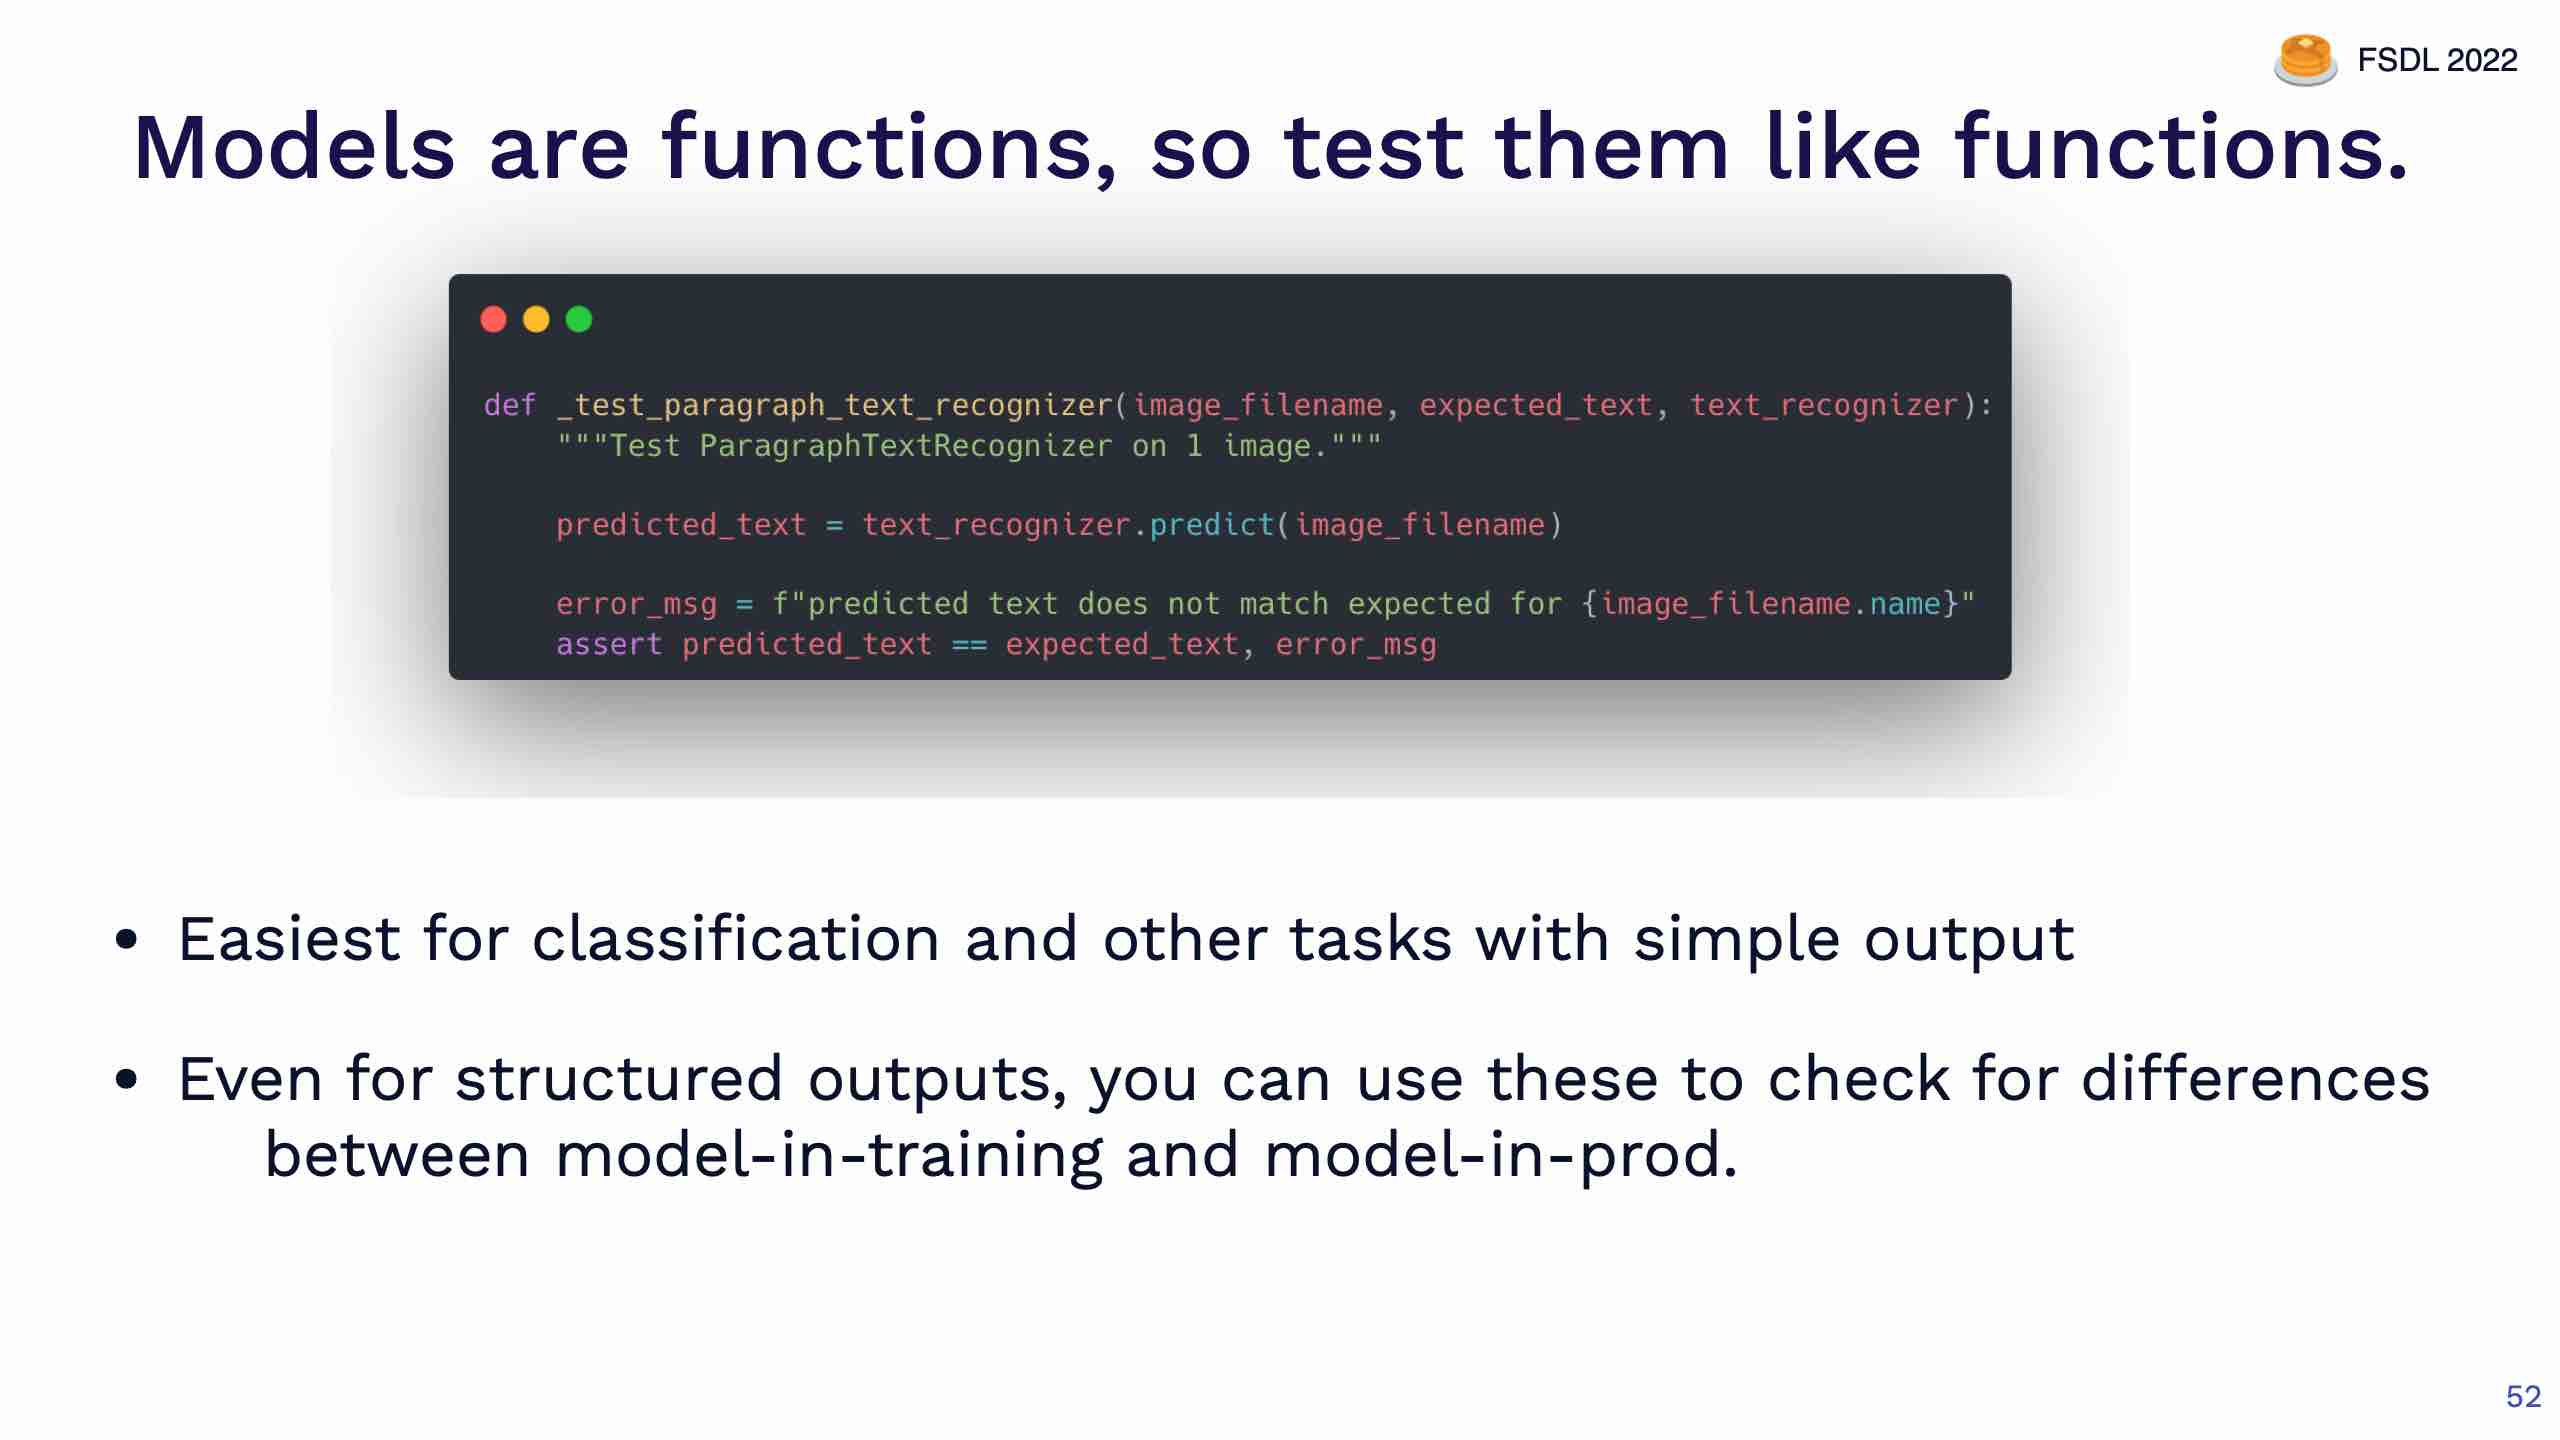 FSDL 2022
Models are functions, so test them like functions.
def _test_paragraph_text_recognizer(image_filename, expected_text, text_recognizer):
    """Test ParagraphTextRecognizer on 1 image."""
    predicted_text = text_recognizer.predict(image_filename)
    error_msg = f"predicted text does not match expected for {image_filename.name}"
    assert predicted_text == expected_text, error_msg
• Easiest for classification and other tasks with simple output
• Even for structured outputs, you can use these to check for differences
between model-in-training and model-in-prod.
52